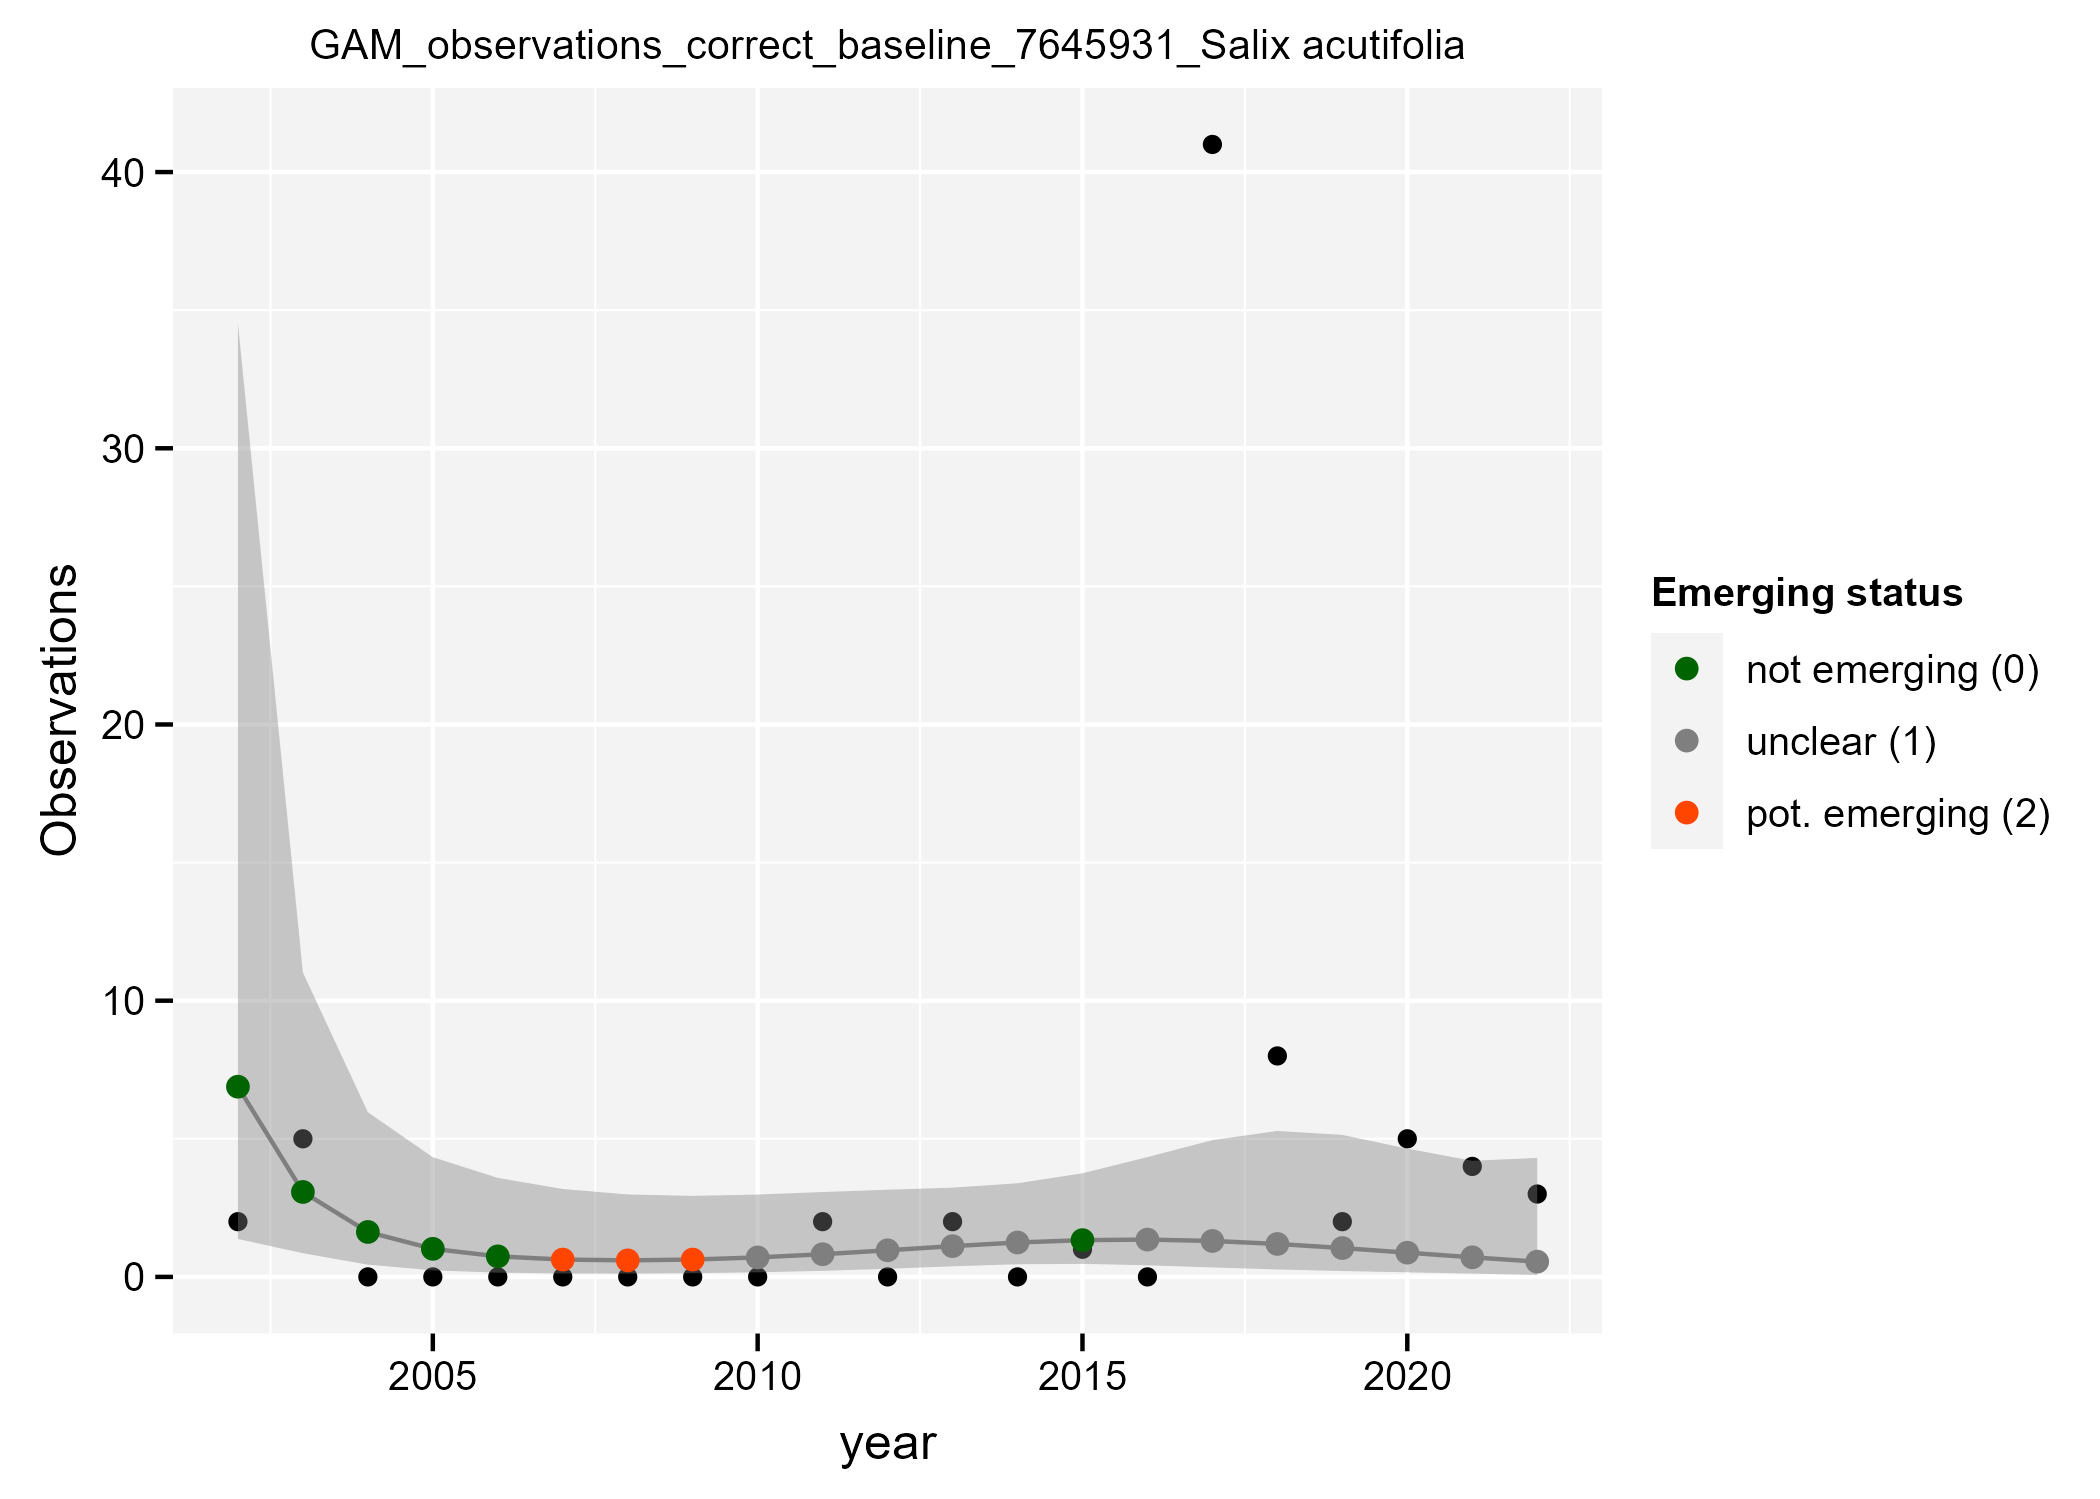 GAM_observations_correct_baseline_7645931_Salix acutifolia
Observations
40
30
20
10
0
2005 2010 2015 2020
year
Emerging status
not emerging (0)
unclear (1)
pot. emerging (2)